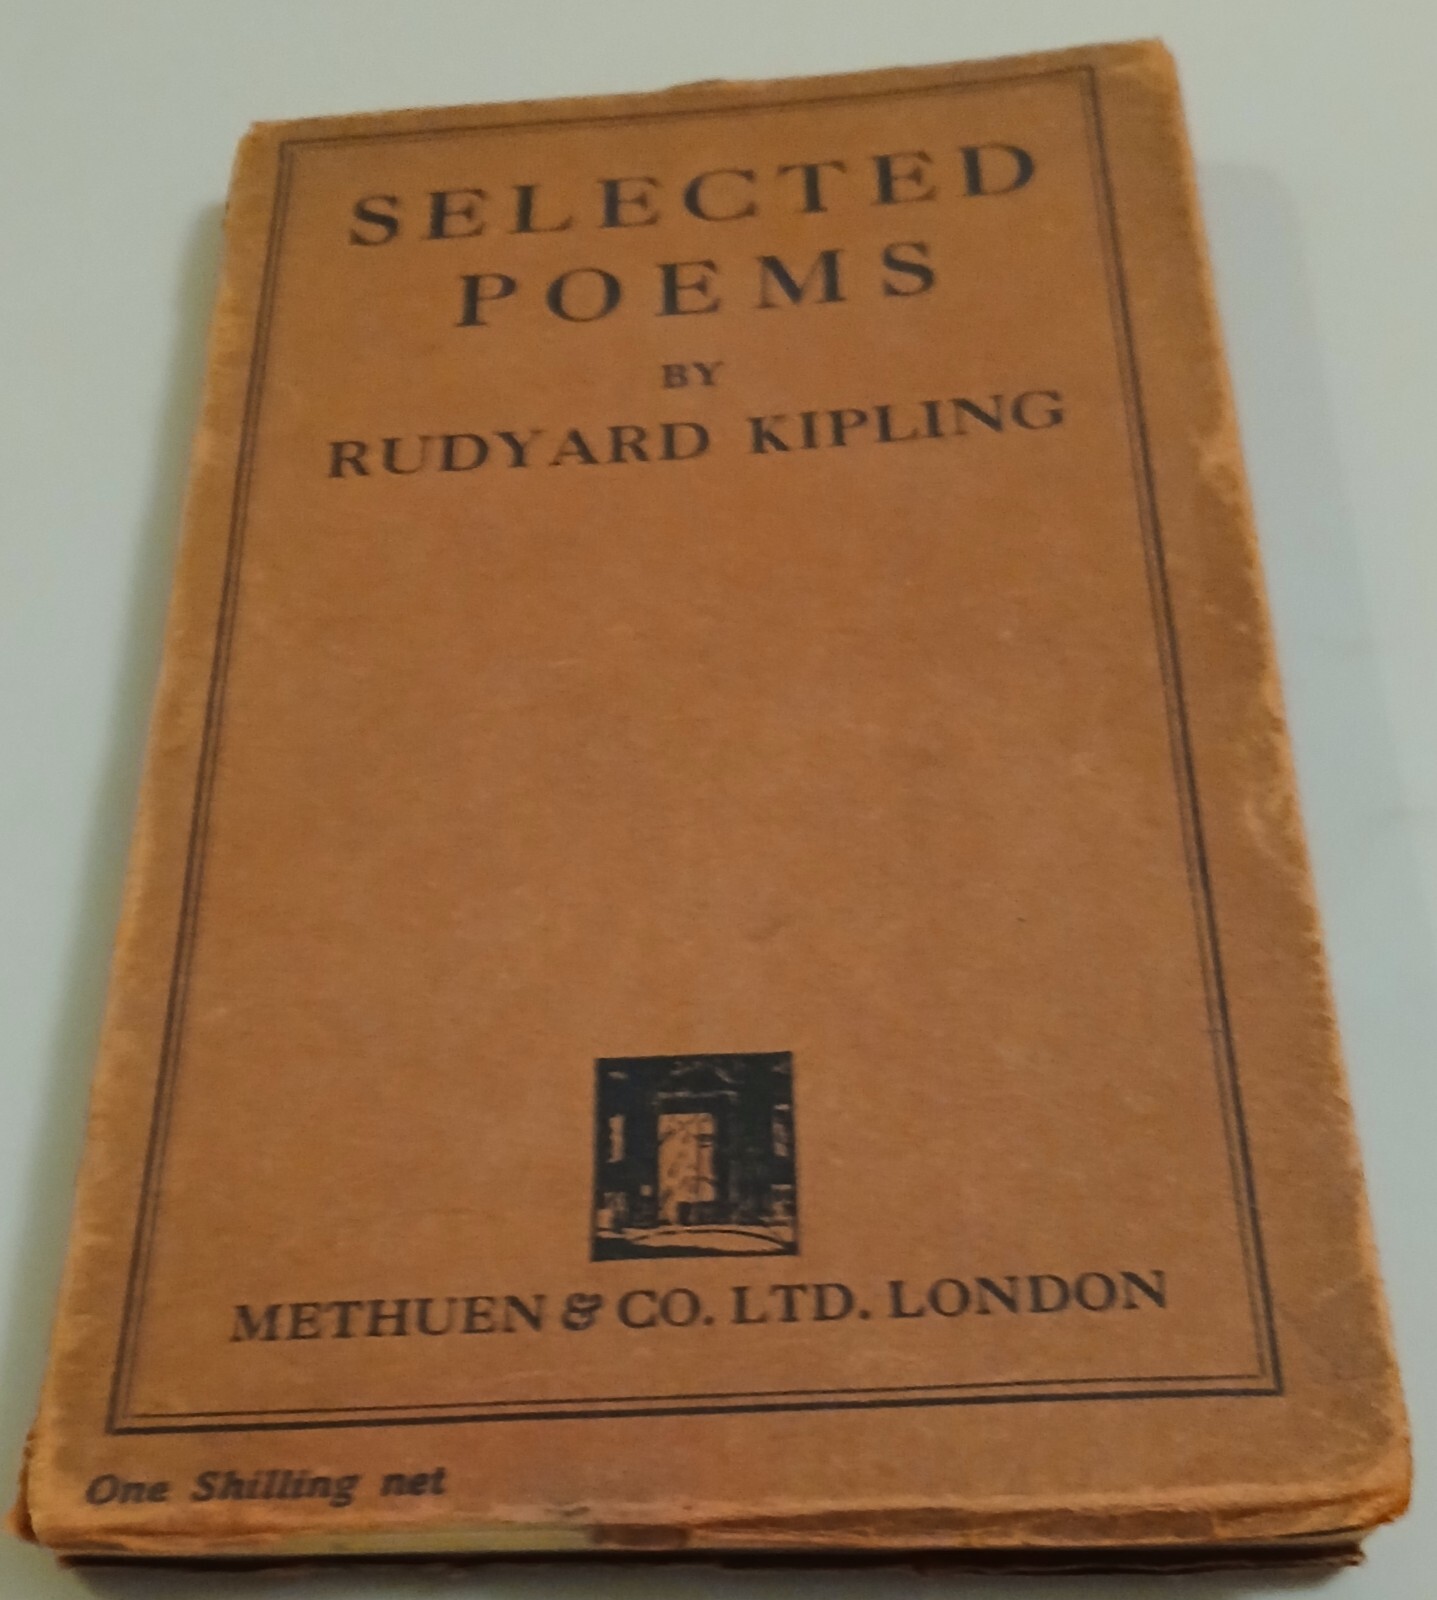 SELECTED
POEMS
BY
RUDYARD KIPLING
METHUEN & CO. LTD. LONDON
One Shilling net